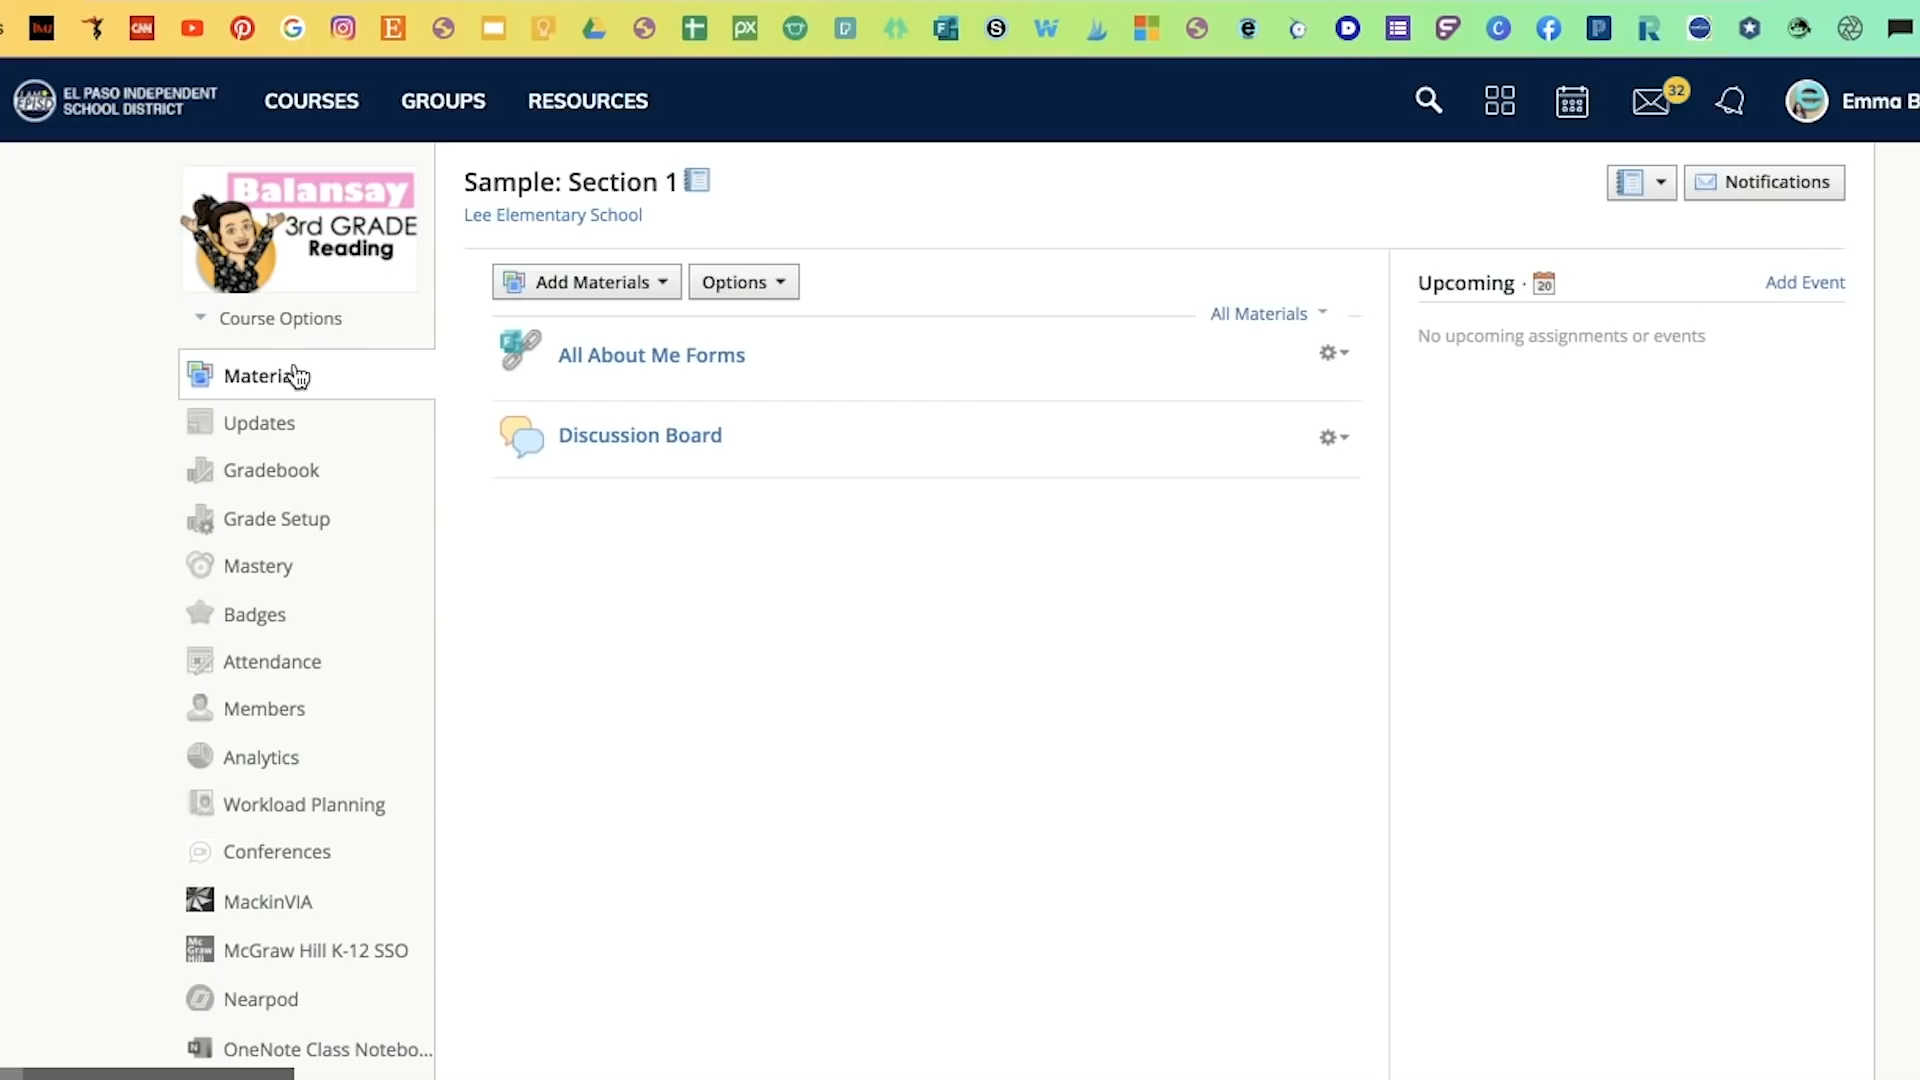 EL PASO INDEPENDENT
SCHOOL DISTRICT
COURSES
GROUPS
RESOURCES
32
Emma B
Balansay
3rd GRADE
Reading
Course Options
Materials
Updates
Gradebook
Grade Setup
Mastery
Badges
Attendance
Members
Analytics
Workload Planning
Conferences
MackinVIA
McGraw Hill K-12 SSO
Nearpod
OneNote Class Notebo...
Sample: Section 1
Lee Elementary School
Notifications
Add Materials
Options
All Materials
All About Me Forms
Discussion Board
Upcoming · 20
Add Event
No upcoming assignments or events